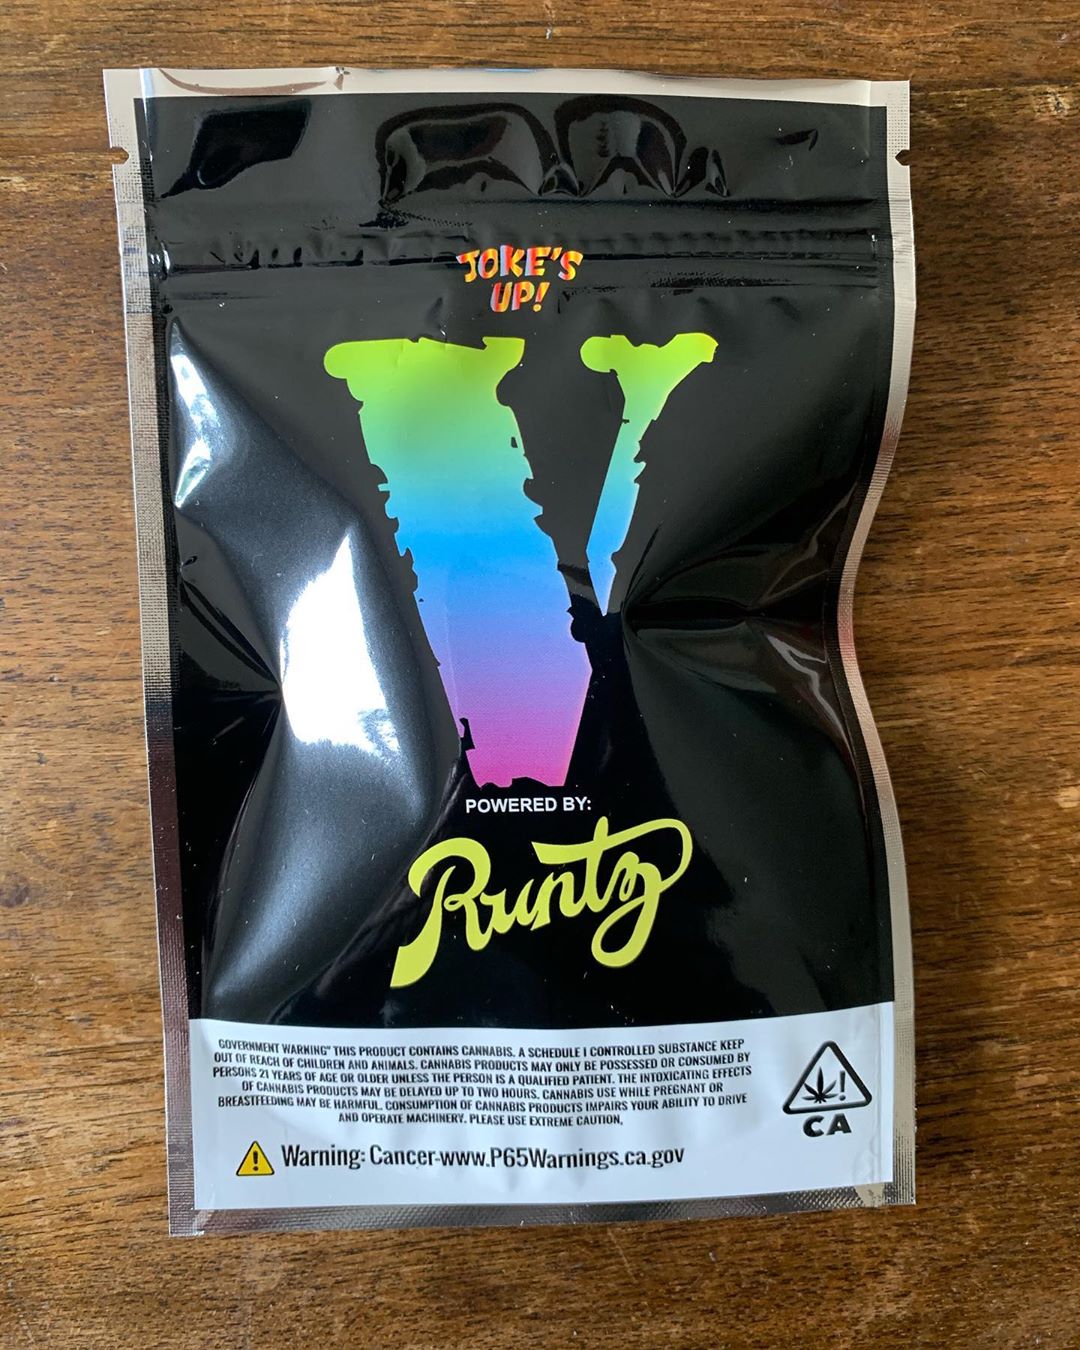 JOKE'S
UP!
V
POWERED BY:
Runtz
GOVERNMENT WARNING" THIS PRODUCT CONTAINS CANNABIS. A SCHEDULE I CONTROLLED SUBSTANCE KEEP
OUT OF REACH OF CHILDREN AND ANIMALS. CANNABIS PRODUCTS MAY ONLY BE POSSESSED OR CONSUMED BY
PERSONS 21 YEARS OF AGE OR OLDER UNLESS THE PERSON IS A QUALIFIED PATIENT. THE INTOXICATING EFFECTS
OF CANNABIS PRODUCTS MAY BE DELAYED UP TO TWO HOURS. CANNABIS USE WHILE PREGNANT OR
BREASTFEEDING MAY BE HARMFUL. CONSUMPTION OF CANNABIS PRODUCTS IMPAIRS YOUR ABILITY TO DRIVE
AND OPERATE MACHINERY. PLEASE USE EXTREME CAUTION.
!
CA
! Warning: Cancer-www.P65Warnings.ca.gov